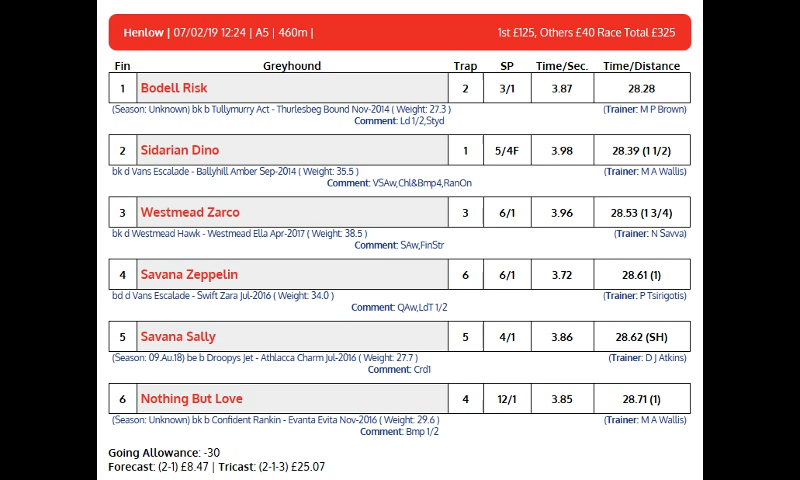 Henlow | 07/02/19 12:24 | A5 | 460m | 1st £125, Others £40 Race Total £325
Fin Greyhound Trap SP Time/Sec. Time/Distance
1 Bodell Risk 2 3/1 3.87 28.28
(Season: Unknown) bk b Tullymurry Act - Thurlesbeg Bound Nov-2014 ( Weight: 27.3 ) (Trainer: M P Brown)
Comment: Ld 1/2,Styd
2 Sidarian Dino 1 5/4F 3.98 28.39 (1 1/2)
bk d Vans Escalade - Ballyhill Amber Sep-2014 ( Weight: 35.5 ) (Trainer: M A Wallis)
Comment: VSAw,Chl&Bmp4,RanOn
3 Westmead Zarco 3 6/1 3.96 28.53 (1 3/4)
bk d Westmead Hawk - Westmead Ella Apr-2017 ( Weight: 38.5 ) (Trainer: N Savva)
Comment: SAw,FinStr
4 Savana Zeppelin 6 6/1 3.72 28.61 (1)
bd d Vans Escalade - Swift Zara Jul-2016 ( Weight: 34.0 ) (Trainer: P Tsirigotis)
Comment: QAw,LdT 1/2
5 Savana Sally 5 4/1 3.86 28.62 (SH)
(Season: 09.Au.18) be b Droopys Jet - Athlacca Charm Jul-2016 ( Weight: 27.7 ) (Trainer: D J Atkins)
Comment: Crd1
6 Nothing But Love 4 12/1 3.85 28.71 (1)
(Season: Unknown) bk b Confident Rankin - Evanta Evita Nov-2016 ( Weight: 29.6 ) (Trainer: M A Wallis)
Comment: Bmp 1/2
Going Allowance: -30
Forecast: (2-1) £8.47 | Tricast: (2-1-3) £25.07